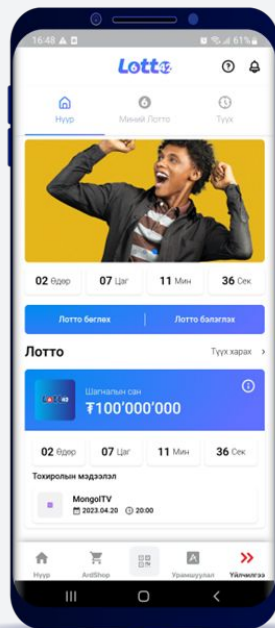 16:48
61%
Lotto
Нүүр
Миний Лотто
Түүх
02 Өдөр
07 Цаг
11 Мин
36 Сек
Лотто бөглөх
Лотто бэлэглэх
Лотто
Түүх харах
Шагналын сан
₮100'000'000
02 Өдөр
07 Цаг
11 Мин
36 Сек
Тохиролын мэдээлэл
MongolTV
2023.04.20
20:00
Нүүр
ArdShop
Урамшуулал
Үйлчилгээ